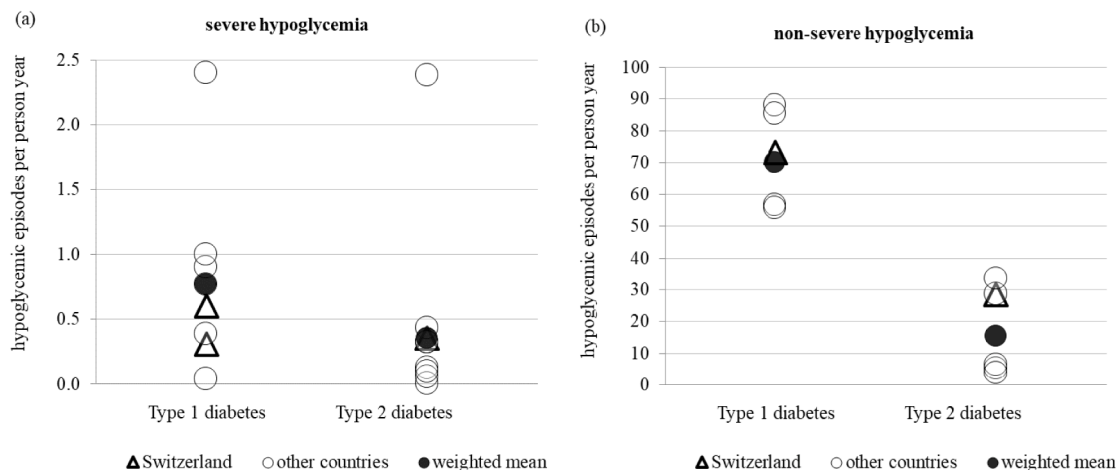 (a)
severe hypoglycemia
hypoglycemic episodes per person year
2.5
2.0
1.5
1.0
0.5
0.0
Type 1 diabetes Type 2 diabetes
Switzerland other countries weighted mean
(b)
non-severe hypoglycemia
hypoglycemic episodes per person year
100
90
80
70
60
50
40
30
20
10
0
Type 1 diabetes Type 2 diabetes
Switzerland other countries weighted mean